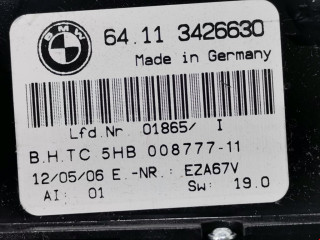 BMW
64.11 3426630
Made in Germany
Lfd.Nr. 01865/ I
B.H.TC 5HB 008777-11
12/05/06 E.-NR.: EZA67V
AI: 01 SW: 19.0